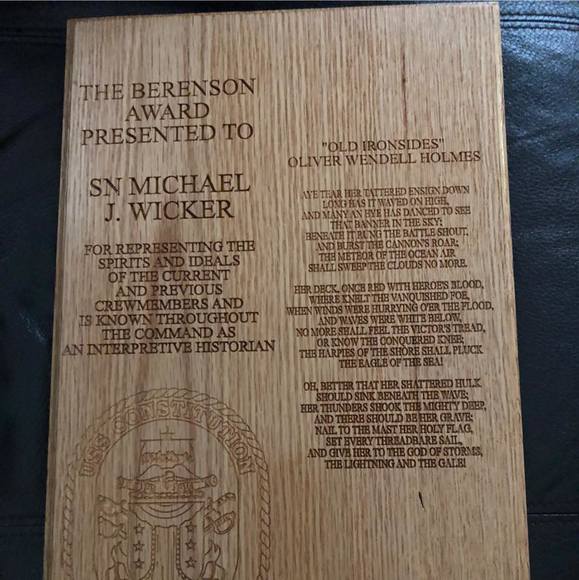 THE BERENSON
AWARD
PRESENTED TO
SN MICHAEL
J. WICKER
FOR REPRESENTING THE
SPIRITS AND IDEALS
OF THE CURRENT
AND PREVIOUS
CREWMEMBERS AND
IS KNOWN THROUGHOUT
THE COMMAND AS
AN INTERPRETIVE HISTORIAN
USS CONSTITUTION
"OLD IRONSIDES"
OLIVER WENDELL HOLMES
AYE TEAR HER TATTERED ENSIGN DOWN
LONG HAS IT WAVED ON HIGH,
AND MANY AN EYE HAS DANCED TO SEE
THAT BANNER IN THE SKY;
BENEATH IT RUNG THE BATTLE SHOUT,
AND BURST THE CANNON'S ROAR;
THE METEOR OF THE OCEAN AIR
SHALL SWEEP THE CLOUDS NO MORE.
HER DECK, ONCE RED WITH HEROE'S BLOOD,
WHERE KNELT THE VANQUISHED FOE,
WHEN WINDS WERE HURRYING O'ER THE FLOOD,
AND WAVES WERE WHITE BELOW,
NO MORE SHALL FEEL THE VICTOR'S TREAD,
OR KNOW THE CONQUERED KNEE;
THE HARPIES OF THE SHORE SHALL PLUCK
THE EAGLE OF THE SEA!
OH, BETTER THAT HER SHATTERED HULK
SHOULD SINK BENEATH THE WAVE;
HER THUNDERS SHOOK THE MIGHTY DEEP,
AND THERE SHOULD BE HER GRAVE;
NAIL TO THE MAST HER HOLY FLAG,
SET EVERY THREADBARE SAIL,
AND GIVE HER TO THE GOD OF STORMS,
THE LIGHTNING AND THE GALE!